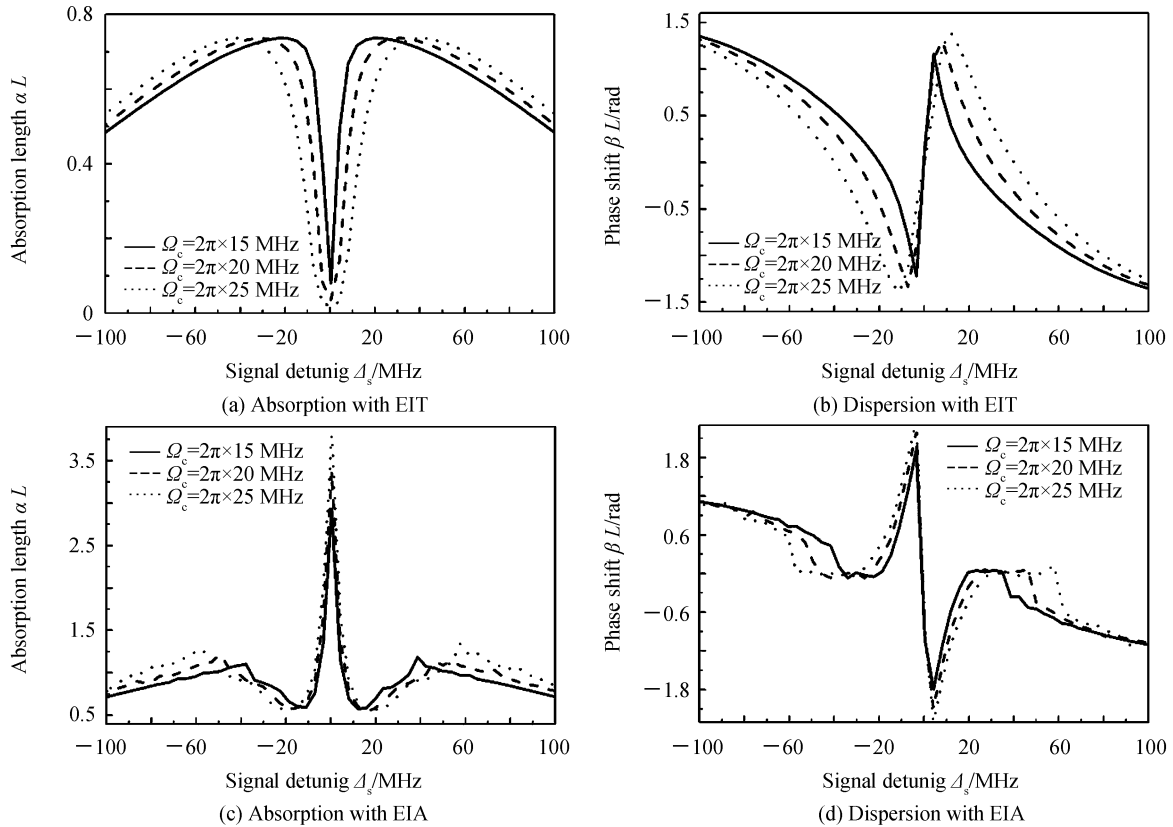 0.8
0.4
0
Absorption length α L
Ω_c=2π×15 MHz
Ω_c=2π×20 MHz
Ω_c=2π×25 MHz
−100 −60 −20 20 60 100
Signal detunig Δ_s/MHz
(a) Absorption with EIT
1.5
0.5
−0.5
−1.5
Phase shift β L/rad
Ω_c=2π×15 MHz
Ω_c=2π×20 MHz
Ω_c=2π×25 MHz
−100 −60 −20 20 60 100
Signal detunig Δ_s/MHz
(b) Dispersion with EIT
3.5
2.5
1.5
0.5
Absorption length α L
Ω_c=2π×15 MHz
Ω_c=2π×20 MHz
Ω_c=2π×25 MHz
−100 −60 −20 20 60 100
Signal detunig Δ_s/MHz
(c) Absorption with EIA
1.8
0.6
−0.6
−1.8
Phase shift β L/rad
Ω_c=2π×15 MHz
Ω_c=2π×20 MHz
Ω_c=2π×25 MHz
−100 −60 −20 20 60 100
Signal detunig Δ_s/MHz
(d) Dispersion with EIA